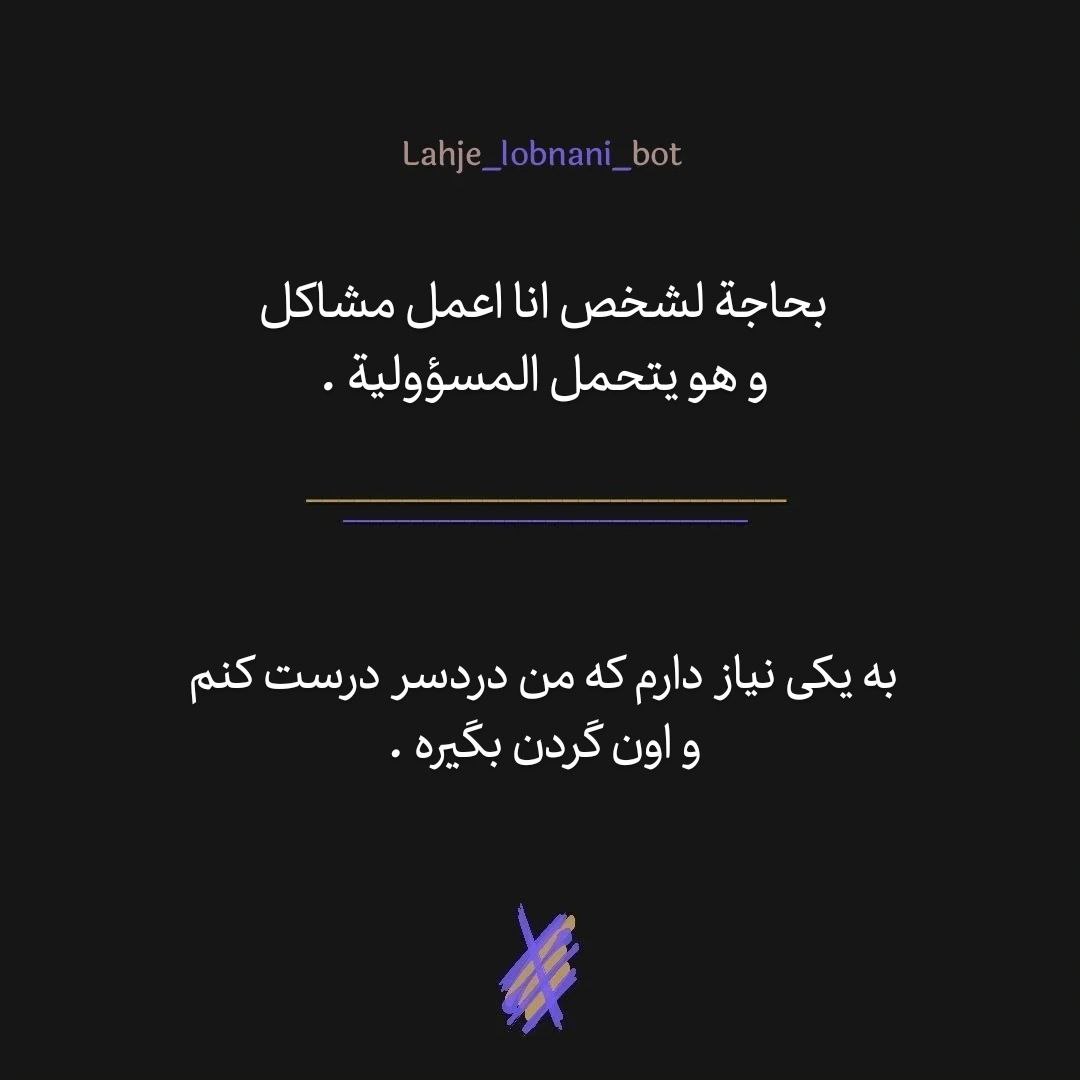 Lahje_lobnani_bot
بحاجة لشخص انا اعمل مشاكل
و هو يتحمل المسؤولية .
به یکی نیاز دارم که من دردسر درست کنم
و اون گردن بگیره .